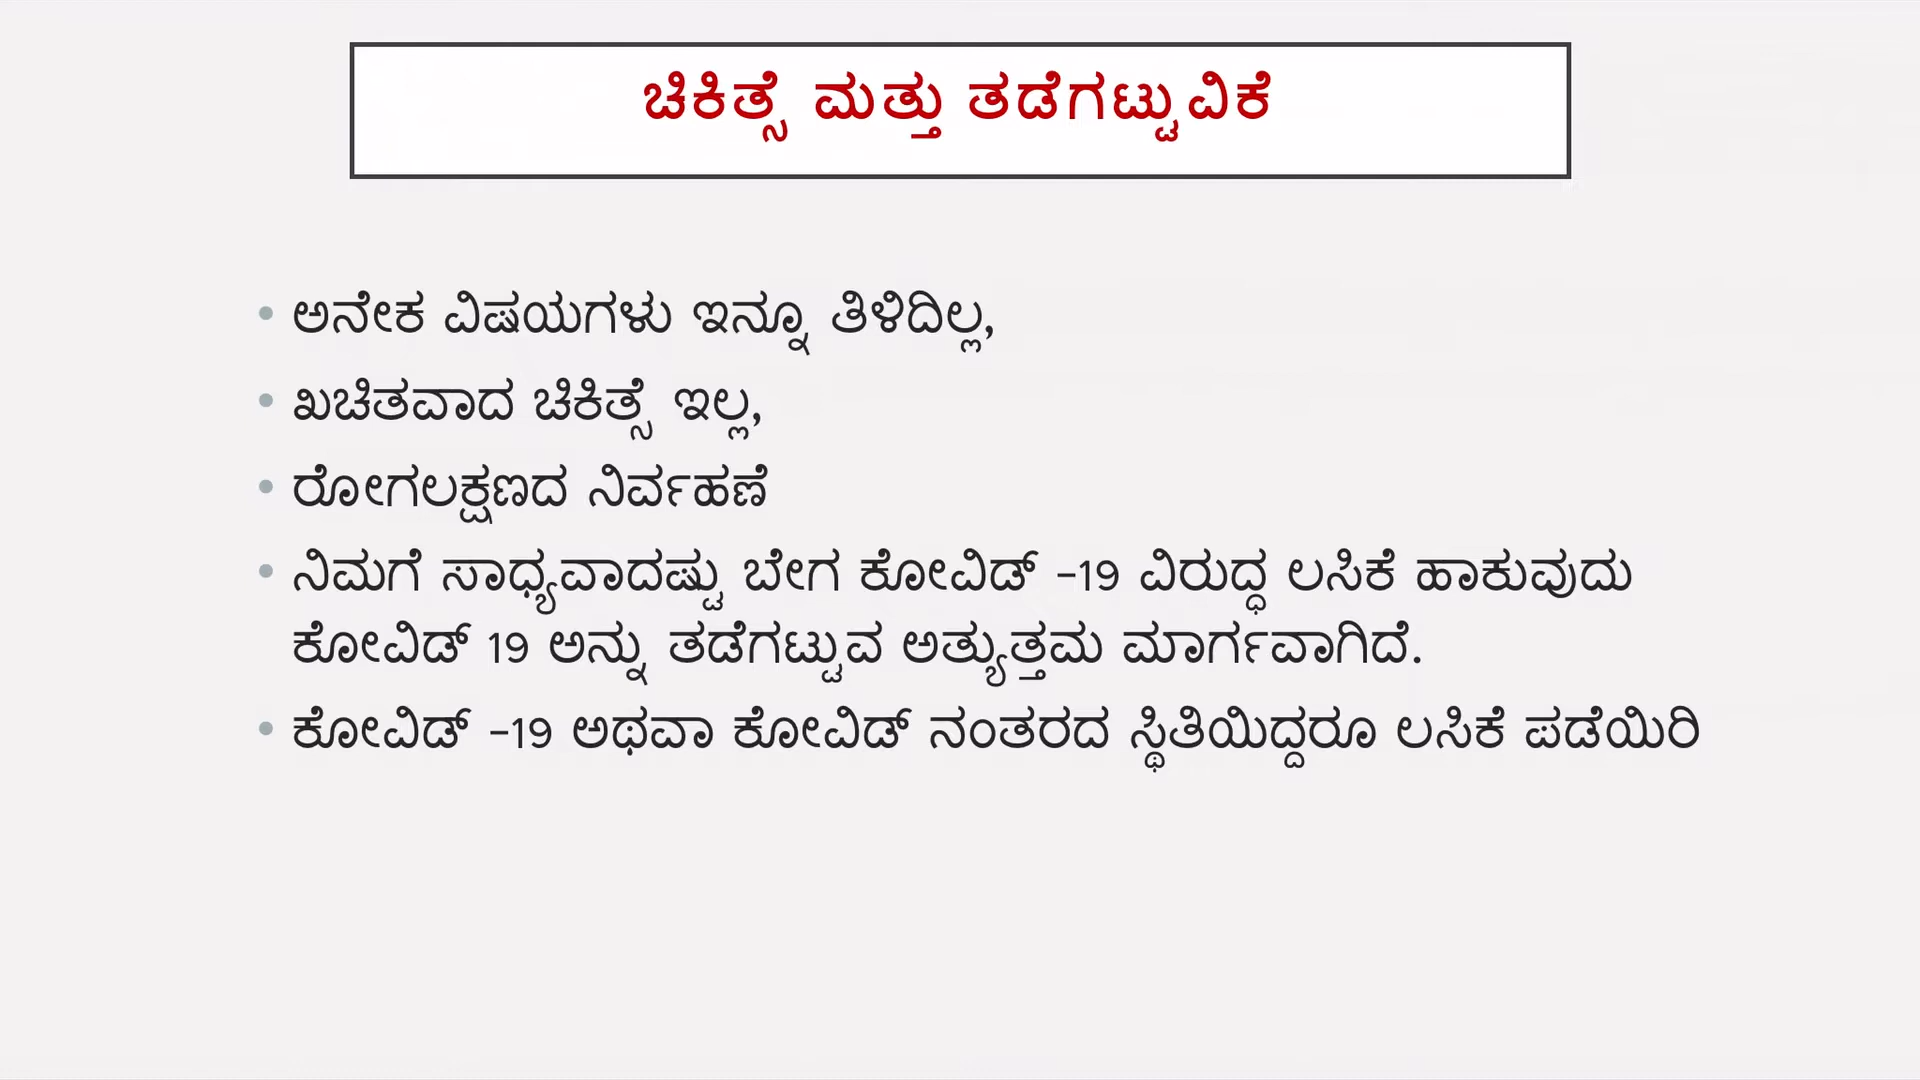 ಚಿಕಿತ್ಸೆ ಮತ್ತು ತಡೆಗಟ್ಟುವಿಕೆ
• ಅನೇಕ ವಿಷಯಗಳು ಇನ್ನೂ ತಿಳಿದಿಲ್ಲ,
• ಖಚಿತವಾದ ಚಿಕಿತ್ಸೆ ಇಲ್ಲ,
• ರೋಗಲಕ್ಷಣದ ನಿರ್ವಹಣೆ
• ನಿಮಗೆ ಸಾಧ್ಯವಾದಷ್ಟು ಬೇಗ ಕೋವಿಡ್ -19 ವಿರುದ್ಧ ಲಸಿಕೆ ಹಾಕುವುದು
ಕೋವಿಡ್ 19 ಅನ್ನು ತಡೆಗಟ್ಟುವ ಅತ್ಯುತ್ತಮ ಮಾರ್ಗವಾಗಿದೆ.
• ಕೋವಿಡ್ -19 ಅಥವಾ ಕೋವಿಡ್ ನಂತರದ ಸ್ಥಿತಿಯಿದ್ದರೂ ಲಸಿಕೆ ಪಡೆಯಿರಿ